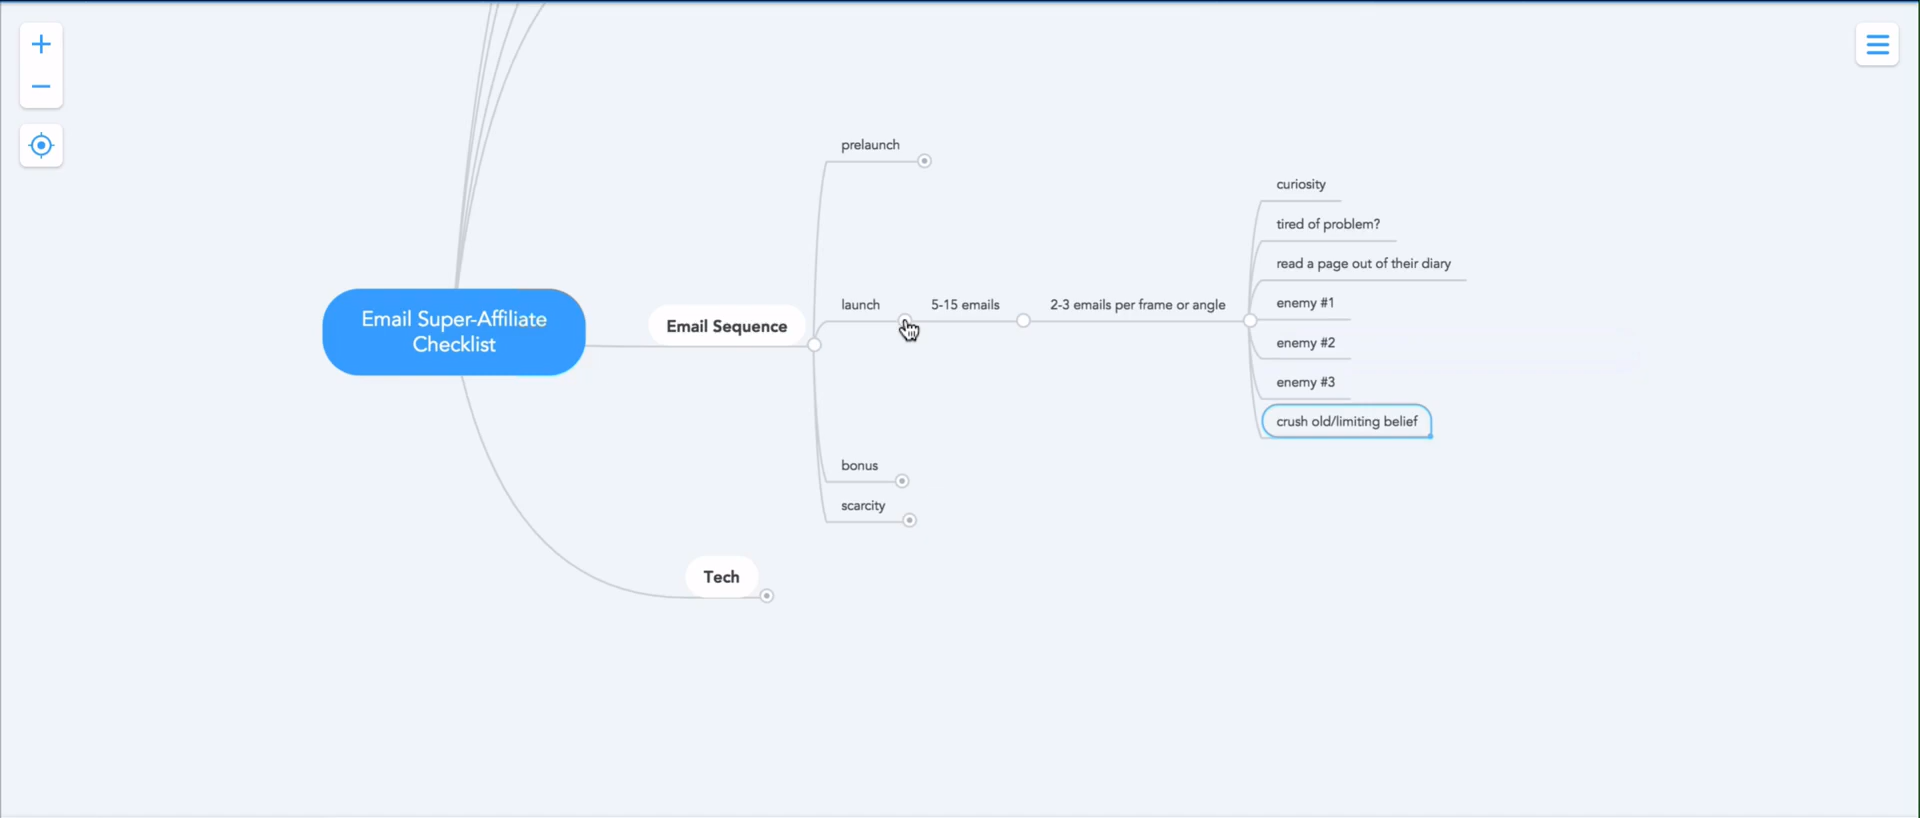 Email Super-Affiliate
Checklist
Email Sequence
prelaunch
launch
5-15 emails
2-3 emails per frame or angle
curiosity
tired of problem?
read a page out of their diary
enemy #1
enemy #2
enemy #3
crush old/limiting belief
bonus
scarcity
Tech